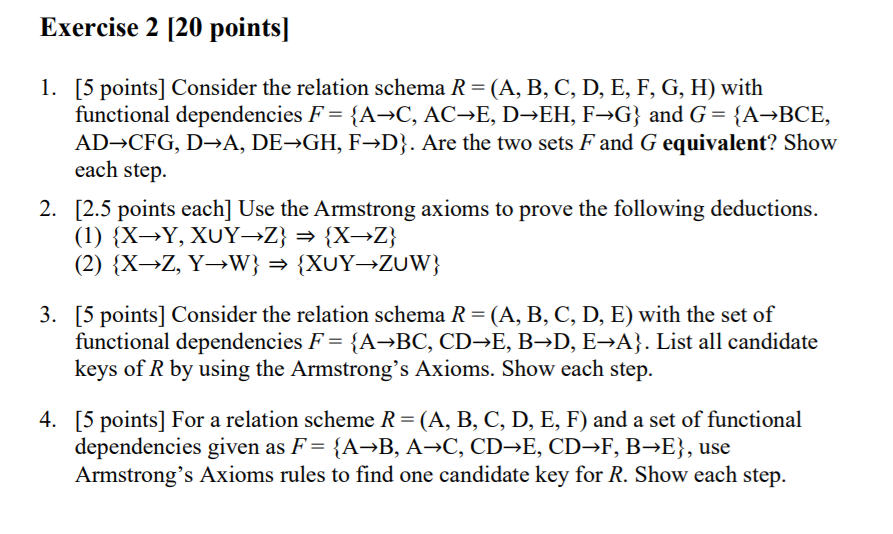 Exercise 2 [20 points]
1. [5 points] Consider the relation schema R = (A, B, C, D, E, F, G, H) with
functional dependencies F = {A→C, AC→E, D→EH, F→G} and G = {A→BCE,
AD→CFG, D→A, DE→GH, F→D}. Are the two sets F and G equivalent? Show
each step.
2. [2.5 points each] Use the Armstrong axioms to prove the following deductions.
(1) {X→Y, X∪Y→Z} ⇒ {X→Z}
(2) {X→Z, Y→W} ⇒ {X∪Y→Z∪W}
3. [5 points] Consider the relation schema R = (A, B, C, D, E) with the set of
functional dependencies F = {A→BC, CD→E, B→D, E→A}. List all candidate
keys of R by using the Armstrong’s Axioms. Show each step.
4. [5 points] For a relation scheme R = (A, B, C, D, E, F) and a set of functional
dependencies given as F = {A→B, A→C, CD→E, CD→F, B→E}, use
Armstrong’s Axioms rules to find one candidate key for R. Show each step.